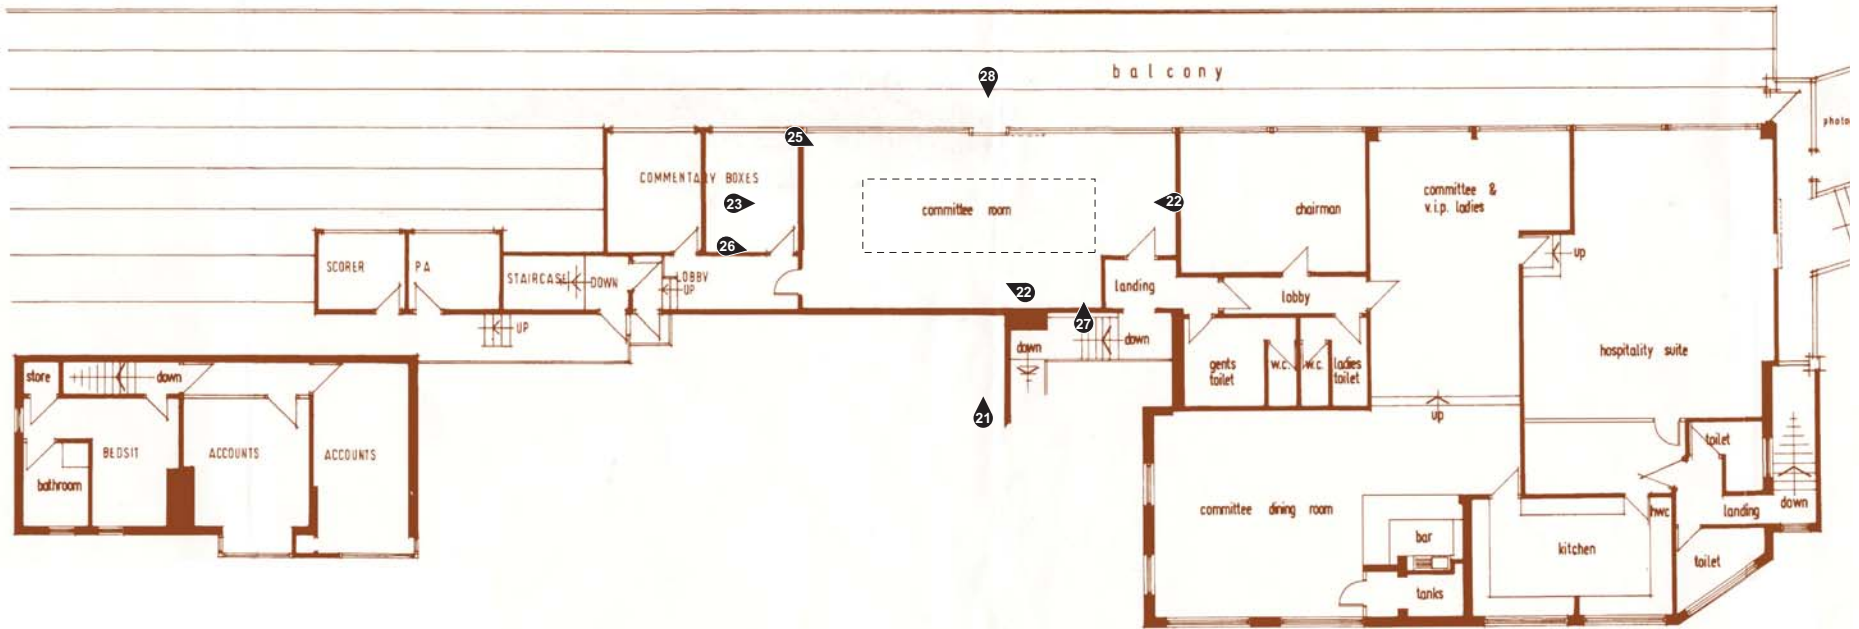 balcony
28
photo
25
COMMENTARY BOXES
23
committee room
22
chairman
committee &
v.i.p. ladies
26
SCORER
PA
STAIRCASE
DOWN
LOBBY
UP
up
landing
lobby
22
27
UP
down
down
gents
toilet
w.c.
w.c.
ladies
toilet
hospitality suite
store
down
21
up
BEDSIT
ACCOUNTS
ACCOUNTS
bathroom
toilet
committee dining room
hwc
landing
down
bar
kitchen
toilet
tanks